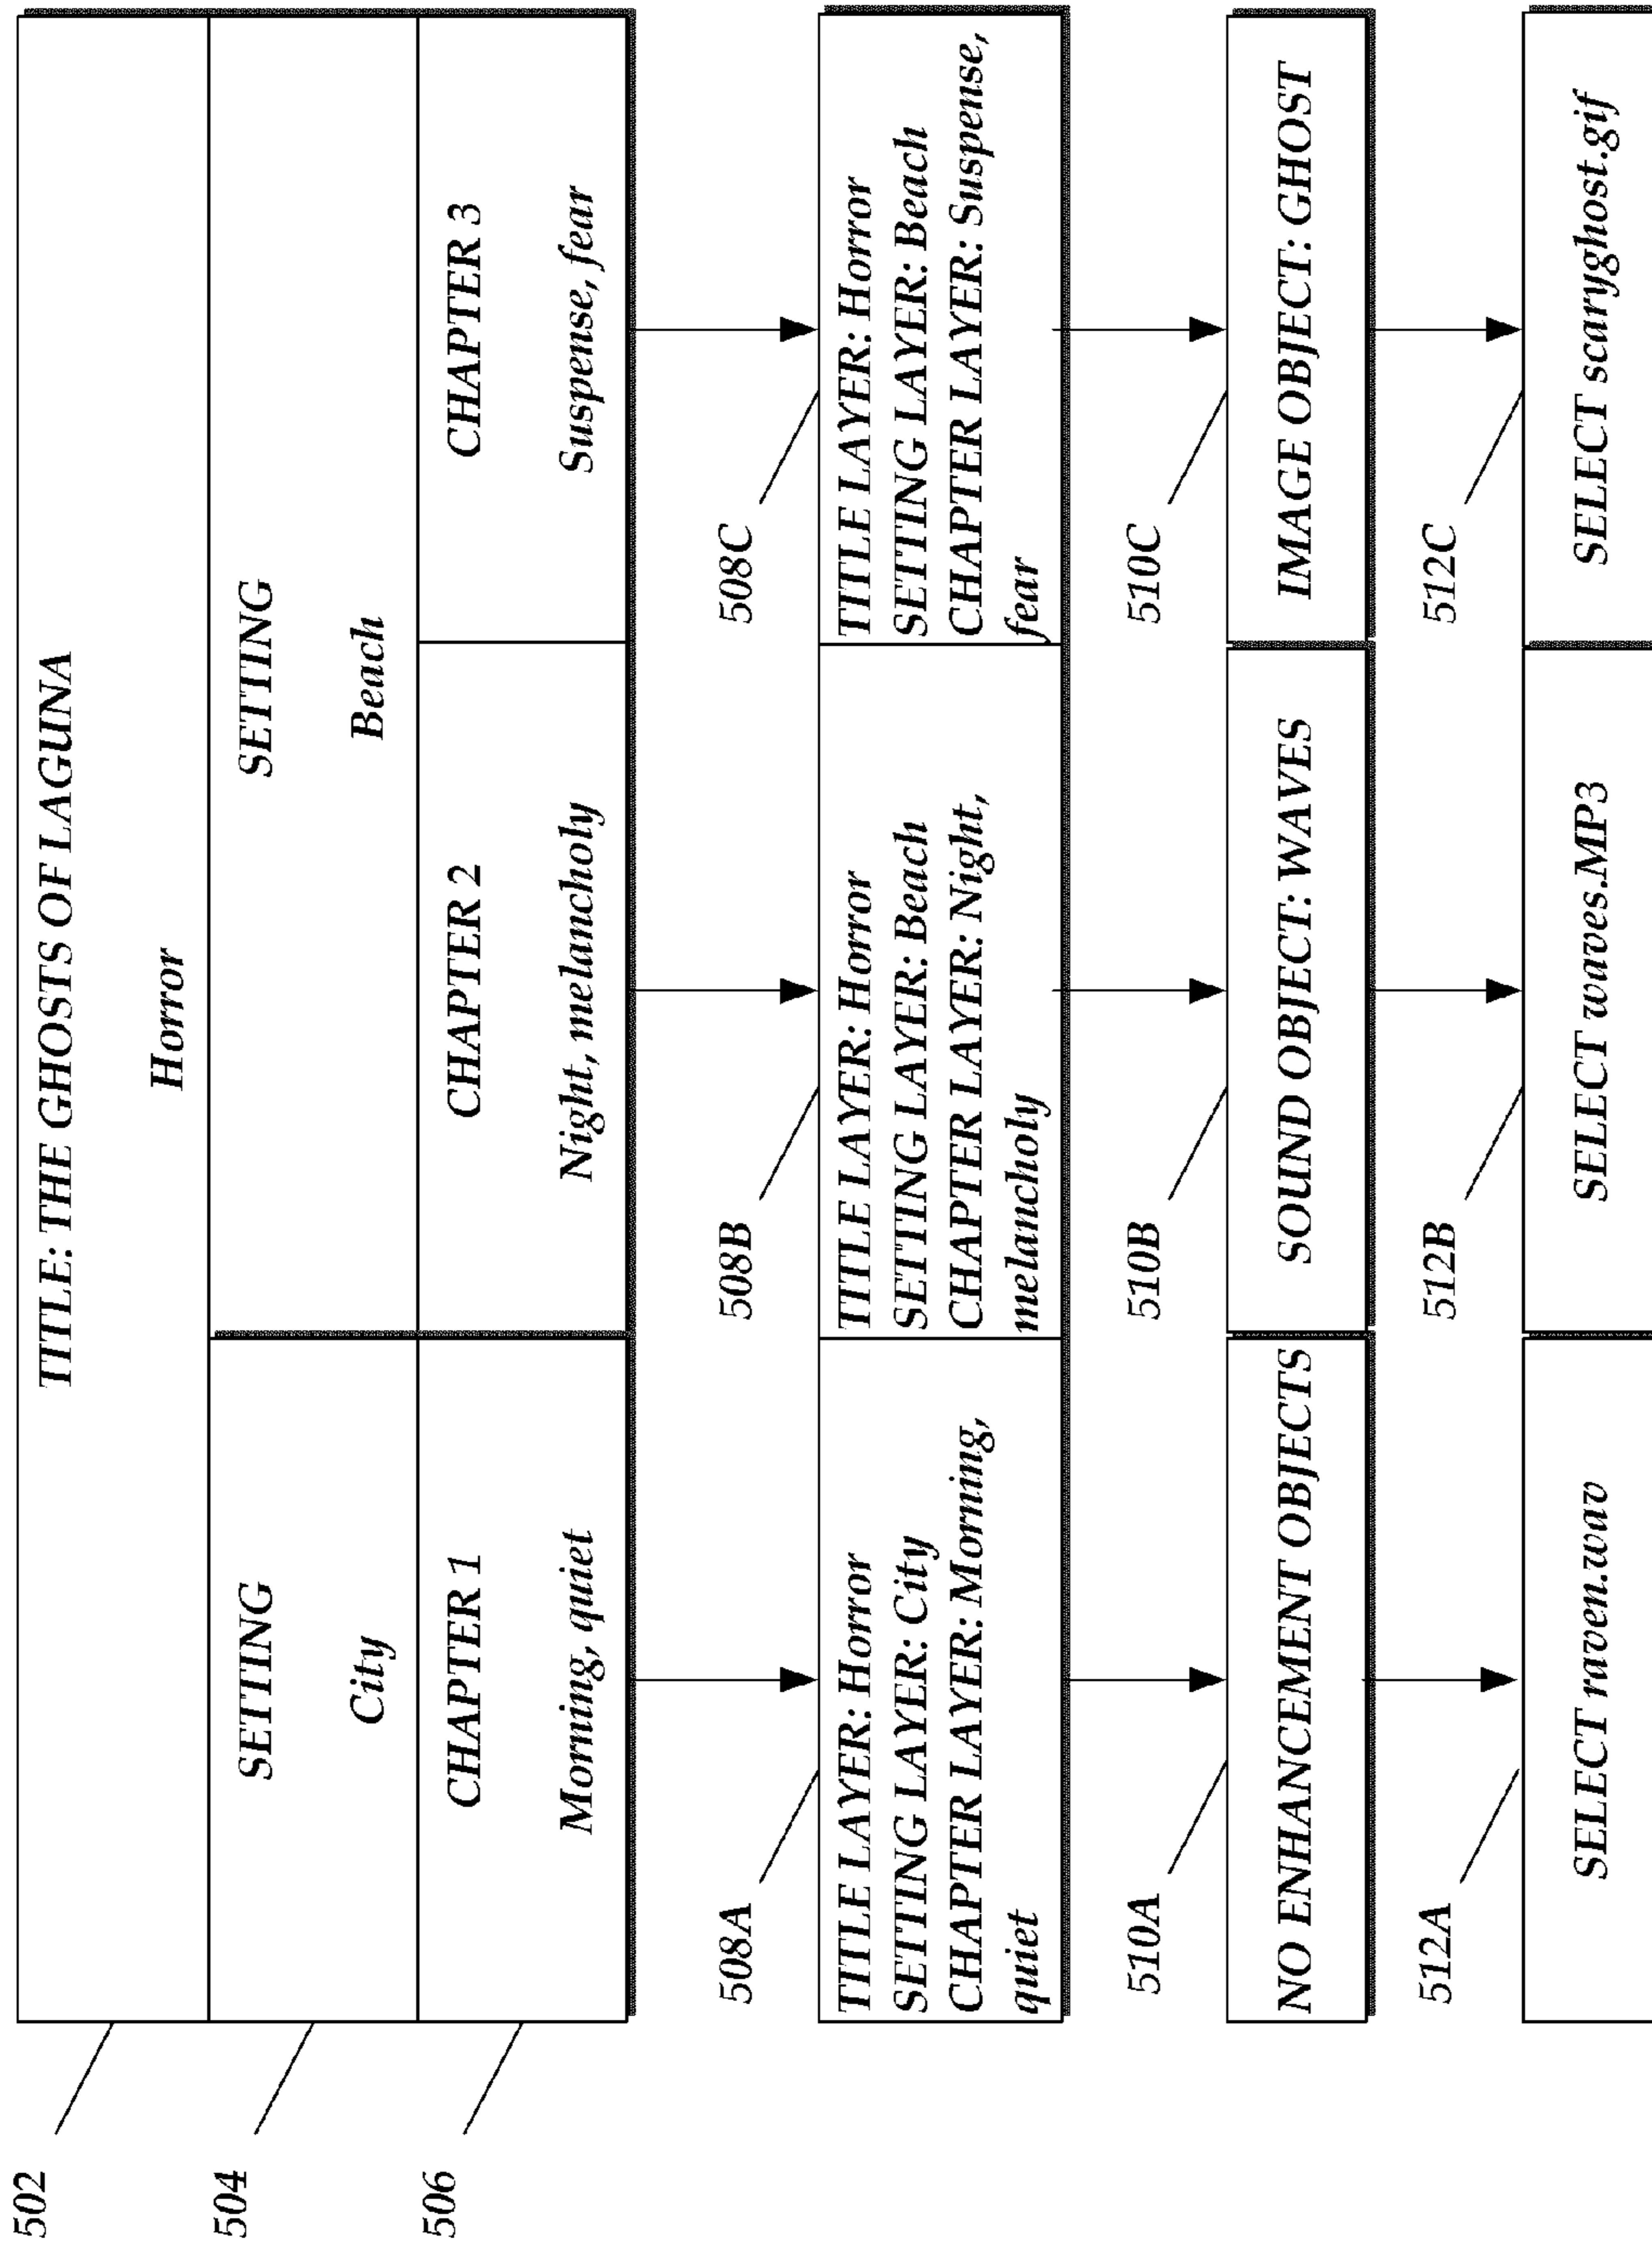 502
TITLE: THE GHOSTS OF LAGUNA
Horror
504
SETTING
City
SETTING
Beach
506
CHAPTER 1
Morning, quiet
CHAPTER 2
Night, melancholy
CHAPTER 3
Suspense, fear
508A
508B
508C
TITLE LAYER: Horror
SETTING LAYER: City
CHAPTER LAYER: Morning,
quiet
TITLE LAYER: Horror
SETTING LAYER: Beach
CHAPTER LAYER: Night,
melancholy
TITLE LAYER: Horror
SETTING LAYER: Beach
CHAPTER LAYER: Suspense,
fear
510A
510B
510C
NO ENHANCEMENT OBJECTS
SOUND OBJECT: WAVES
IMAGE OBJECT: GHOST
512A
512B
512C
SELECT raven.wav
SELECT waves.MP3
SELECT scaryghost.gif